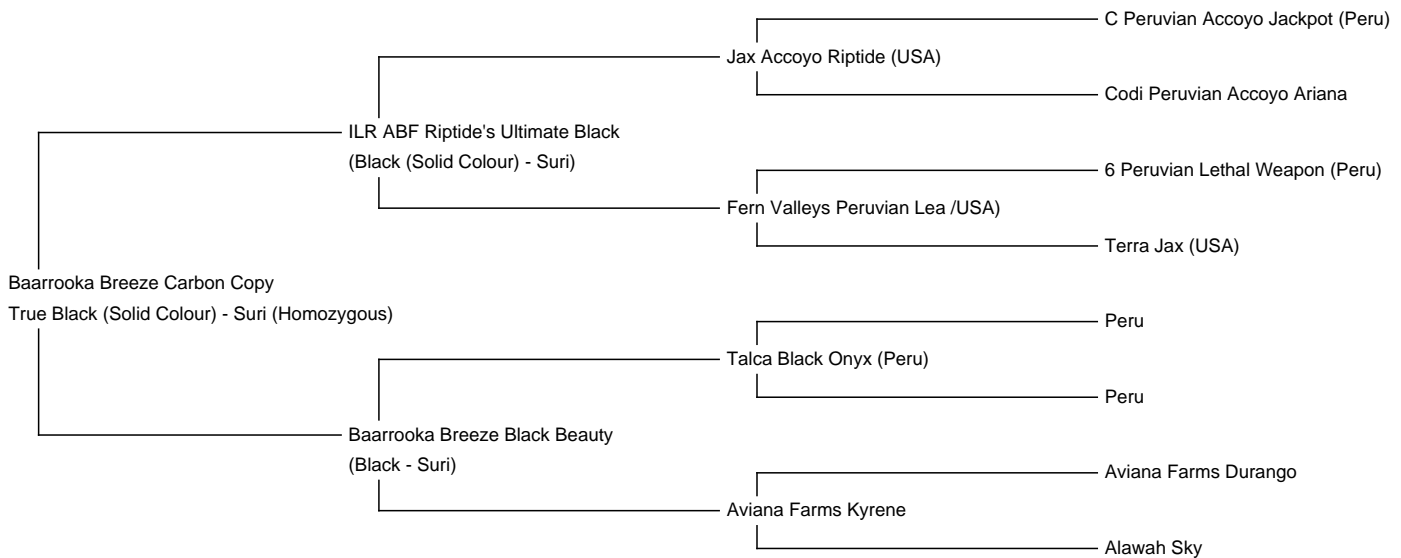 C Peruvian Accoyo Jackpot (Peru)
Jax Accoyo Riptide (USA)
Codi Peruvian Accoyo Ariana
ILR ABF Riptide's Ultimate Black
(Black (Solid Colour) - Suri)
6 Peruvian Lethal Weapon (Peru)
Fern Valleys Peruvian Lea /USA)
Terra Jax (USA)
Baarrooka Breeze Carbon Copy
True Black (Solid Colour) - Suri (Homozygous)
Peru
Talca Black Onyx (Peru)
Peru
Baarrooka Breeze Black Beauty
(Black - Suri)
Aviana Farms Durango
Aviana Farms Kyrene
Alawah Sky